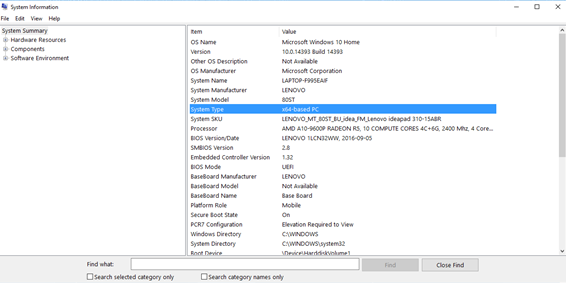 System Information
File Edit View Help
System Summary
Hardware Resources
Components
Software Environment
Item Value
OS Name Microsoft Windows 10 Home
Version 10.0.14393 Build 14393
Other OS Description Not Available
OS Manufacturer Microsoft Corporation
System Name LAPTOP-F995EAIF
System Manufacturer LENOVO
System Model 80ST
System Type x64-based PC
System SKU LENOVO_MT_80ST_BU_idea_FM_Lenovo ideapad 310-15ABR
Processor AMD A10-9600P RADEON R5, 10 COMPUTE CORES 4C+6G, 2400 Mhz, 4 Core...
BIOS Version/Date LENOVO 1LCN32WW, 2016-09-05
SMBIOS Version 2.8
Embedded Controller Version 1.32
BIOS Mode UEFI
BaseBoard Manufacturer LENOVO
BaseBoard Model Not Available
BaseBoard Name Base Board
Platform Role Mobile
Secure Boot State On
PCR7 Configuration Elevation Required to View
Windows Directory C:\WINDOWS
System Directory C:\WINDOWS\system32
Boot Device \Device\HarddiskVolume1
Find what: Find Close Find
Search selected category only Search category names only